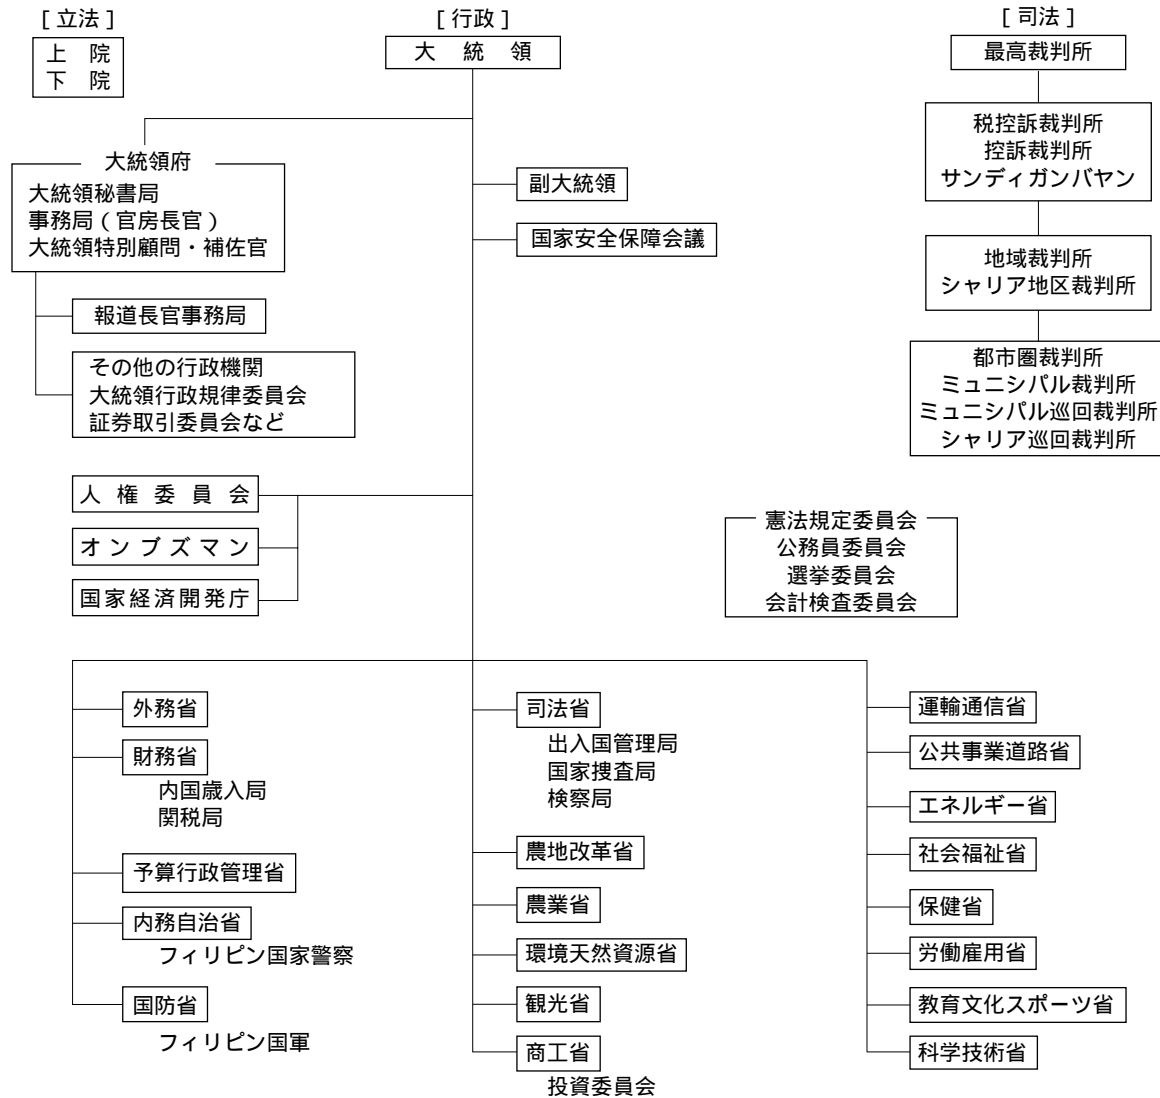 [ 立法 ]
上　院
下　院
[ 行政 ]
大　統　領
大統領府
大統領秘書局
事務局 ( 官房長官 )
大統領特別顧問・補佐官
報道長官事務局
その他の行政機関
大統領行政規律委員会
証券取引委員会など
副大統領
国家安全保障会議
人 権 委 員 会
オ ン ブ ズ マ ン
国家経済開発庁
[ 司法 ]
最高裁判所
税控訴裁判所
控訴裁判所
サンディガンバヤン
地域裁判所
シャリア地区裁判所
都市圏裁判所
ミュニシパル裁判所
ミュニシパル巡回裁判所
シャリア巡回裁判所
憲法規定委員会
公務員委員会
選挙委員会
会計検査委員会
外務省
財務省
内国歳入局
関税局
予算行政管理省
内務自治省
フィリピン国家警察
国防省
フィリピン国軍
司法省
出入国管理局
国家捜査局
検察局
農地改革省
農業省
環境天然資源省
観光省
商工省
投資委員会
運輸通信省
公共事業道路省
エネルギー省
社会福祉省
保健省
労働雇用省
教育文化スポーツ省
科学技術省